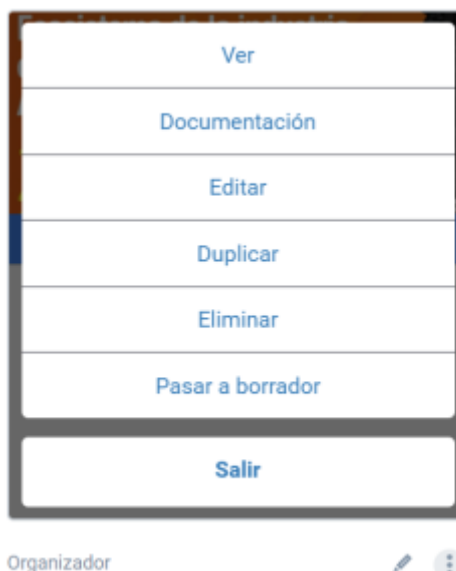 Ver
Documentación
Editar
Duplicar
Eliminar
Pasar a borrador
Salir
Organizador